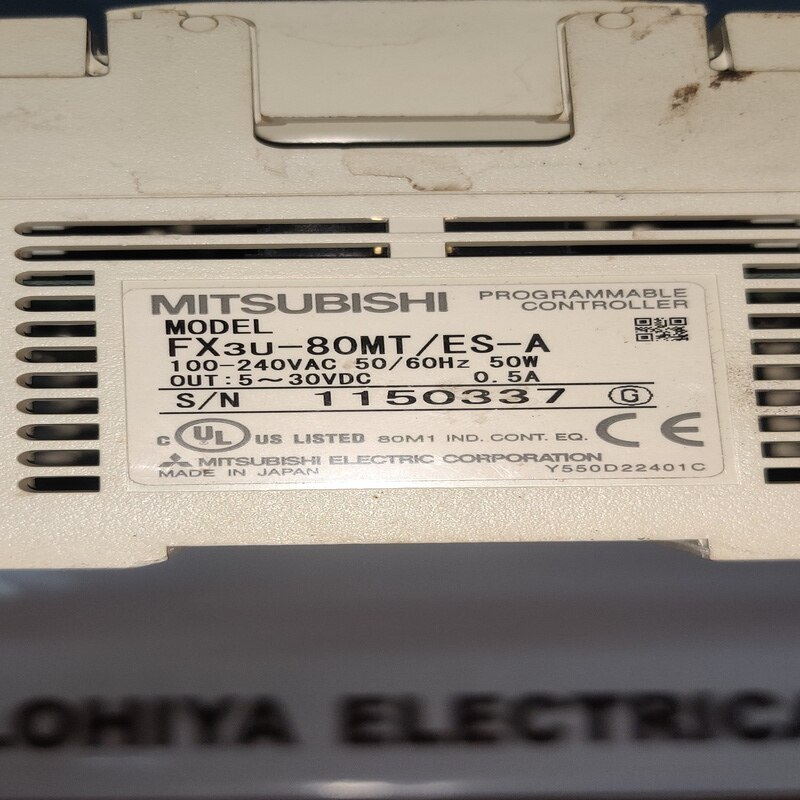 MITSUBISHI PROGRAMMABLE CONTROLLER
MODEL
FX3U-80MT/ES-A
100-240VAC 50/60Hz 50W
OUT:5~30VDC 0.5A
S/N 1150337 G
c UL US LISTED 80M1 IND. CONT. EQ. CE
MITSUBISHI ELECTRIC CORPORATION
MADE IN JAPAN Y550D22401C
LOHIYA ELECTRICA